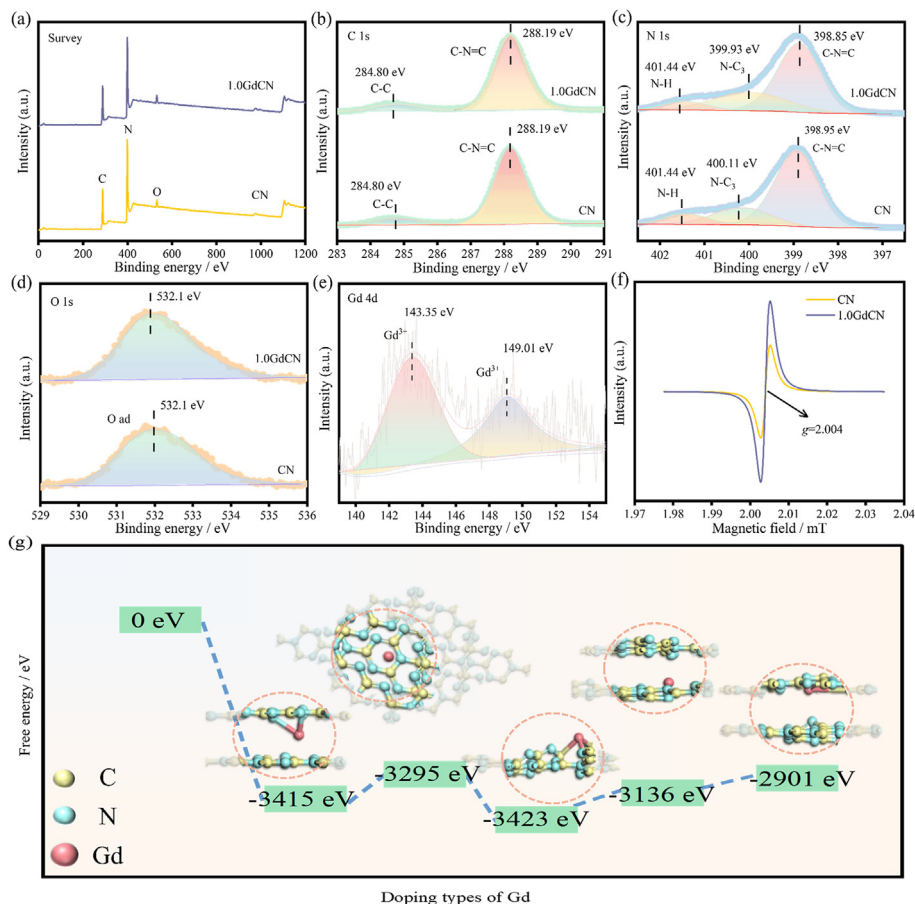 (a)
Survey
1.0GdCN
N
C
O
CN
Intensity (a.u.)
0 200 400 600 800 1000 1200
Binding energy / eV
(b)
C 1s
288.19 eV
C-N=C
284.80 eV
C-C
1.0GdCN
288.19 eV
C-N=C
284.80 eV
C-C
CN
Intensity (a.u.)
281 282 283 284 285 286 287 288 289 290 291
Binding energy / eV
(c)
N 1s
398.85 eV
C-N=C
399.93 eV
N-C3
401.44 eV
N-H
1.0GdCN
398.95 eV
C-N=C
401.44 eV
400.11 eV
N-H
N-C3
CN
Intensity (a.u.)
402 401 400 399 398 397
Binding energy / eV
(d)
O 1s
532.1 eV
1.0GdCN
532.1 eV
O ad
CN
Intensity (a.u.)
529 530 531 532 533 534 535 536
Binding energy / eV
(e)
Gd 4d
143.35 eV
Gd3+
149.01 eV
Gd3+
Intensity (a.u.)
140 142 144 146 148 150 152 154
Binding energy / eV
(f)
CN
1.0GdCN
g=2.004
Intensity (a.u.)
1.97 1.98 1.99 2.00 2.01 2.02 2.03 2.04
Magnetic field / mT
(g)
0 eV
-3415 eV
-3295 eV
-3423 eV
-3136 eV
-2901 eV
C
N
Gd
Free energy / eV
Doping types of Gd